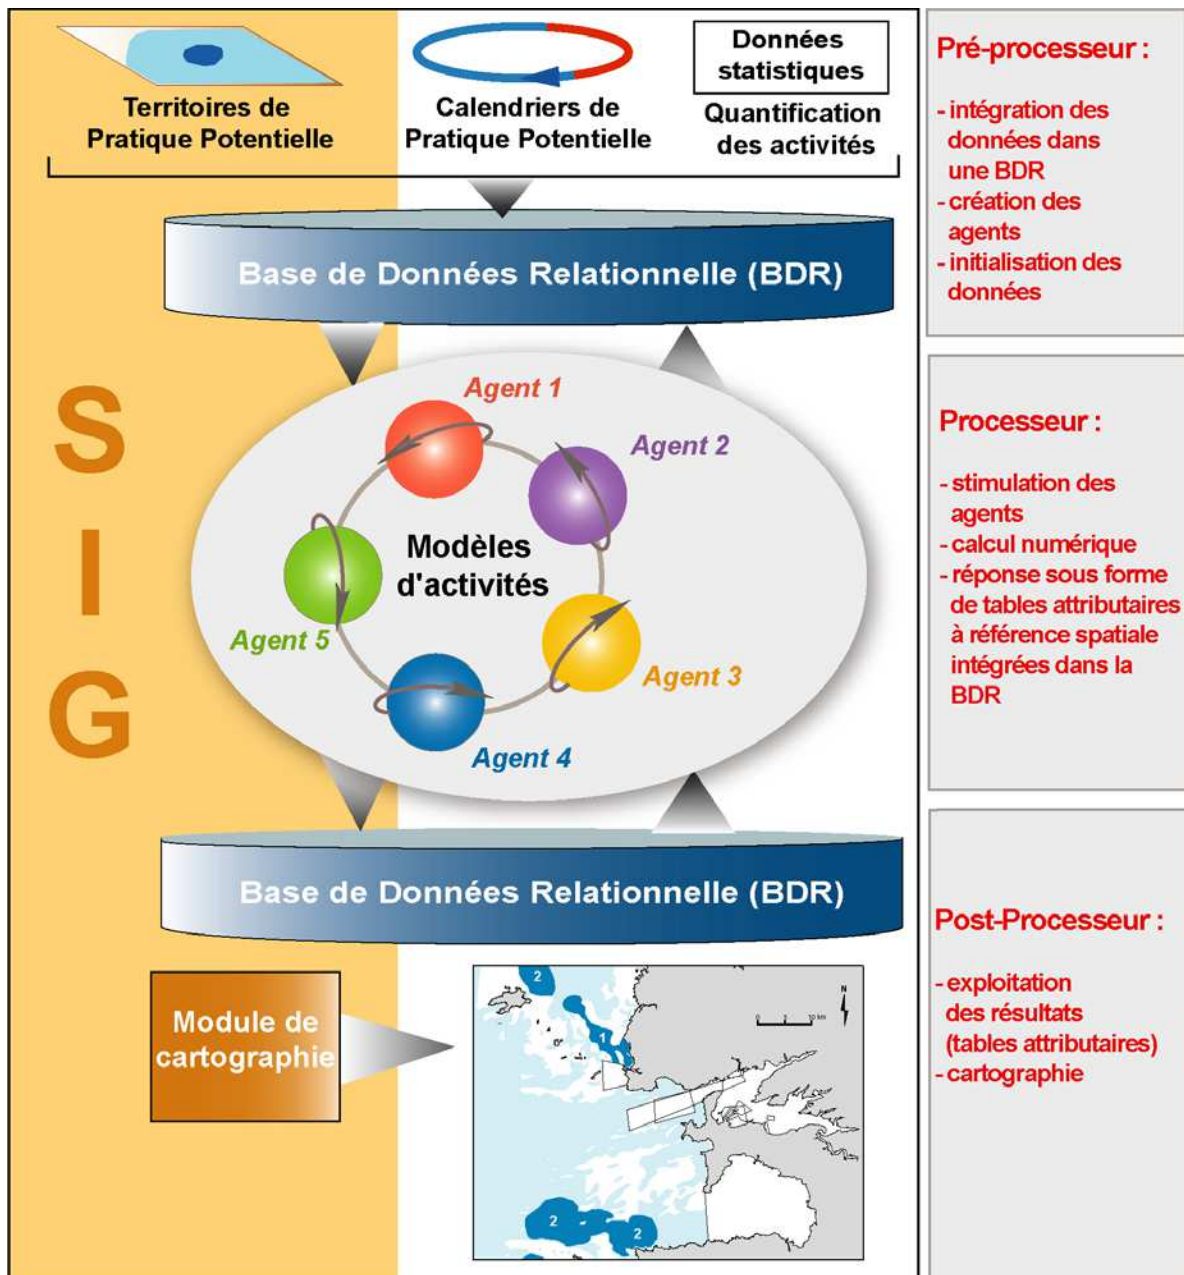 Territoires de
Pratique Potentielle
Calendriers de
Pratique Potentielle
Données
statistiques
Quantification
des activités
Base de Données Relationnelle (BDR)
SIG
Agent 1
Agent 2
Modèles
d'activités
Agent 5
Agent 3
Agent 4
Base de Données Relationnelle (BDR)
Module de
cartographie
2
1
N
10 km
2
2
Pré-processeur :
- intégration des
données dans
une BDR
- création des
agents
- initialisation des
données
Processeur :
- stimulation des
agents
- calcul numérique
- réponse sous forme
de tables attributaires
à référence spatiale
intégrées dans la
BDR
Post-Processeur :
- exploitation
des résultats
(tables attributaires)
- cartographie